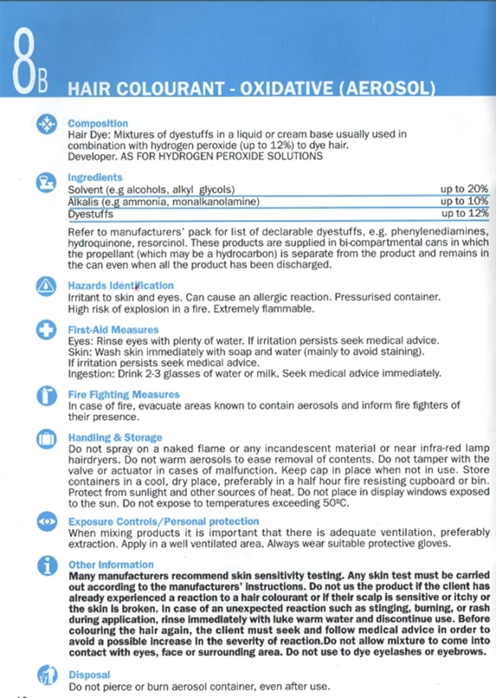 8B
HAIR COLOURANT - OXIDATIVE (AEROSOL)
Composition
Hair Dye: Mixtures of dyestuffs in a liquid or cream base usually used in
combination with hydrogen peroxide (up to 12%) to dye hair.
Developer. AS FOR HYDROGEN PEROXIDE SOLUTIONS
Ingredients
Solvent (e.g alcohols, alkyl glycols) up to 20%
Alkalis (e.g ammonia, monalkanolamine) up to 10%
Dyestuffs up to 12%
Refer to manufacturers' pack for list of declarable dyestuffs, e.g. phenylenediamines,
hydroquinone, resorcinol. These products are supplied in bi-compartmental cans in which
the propellant (which may be a hydrocarbon) is separate from the product and remains in
the can even when all the product has been discharged.
Hazards Identification
Irritant to skin and eyes. Can cause an allergic reaction. Pressurised container.
High risk of explosion in a fire. Extremely flammable.
First-Aid Measures
Eyes: Rinse eyes with plenty of water. If irritation persists seek medical advice.
Skin: Wash skin immediately with soap and water (mainly to avoid staining).
If irritation persists seek medical advice.
Ingestion: Drink 2-3 glasses of water or milk. Seek medical advice immediately.
Fire Fighting Measures
In case of fire, evacuate areas known to contain aerosols and inform fire fighters of
their presence.
Handling & Storage
Do not spray on a naked flame or any incandescent material or near infra-red lamp
hairdryers. Do not warm aerosols to ease removal of contents. Do not tamper with the
valve or actuator in cases of malfunction. Keep cap in place when not in use. Store
containers in a cool, dry place, preferably in a half hour fire resisting cupboard or bin.
Protect from sunlight and other sources of heat. Do not place in display windows exposed
to the sun. Do not expose to temperatures exceeding 50ºC.
Exposure Controls/Personal protection
When mixing products it is important that there is adequate ventilation, preferably
extraction. Apply in a well ventilated area. Always wear suitable protective gloves.
Other Information
Many manufacturers recommend skin sensitivity testing. Any skin test must be carried
out according to the manufacturers' instructions. Do not us the product if the client has
already experienced a reaction to a hair colourant or if their scalp is sensitive or itchy or
the skin is broken. In case of an unexpected reaction such as stinging, burning, or rash
during application, rinse immediately with luke warm water and discontinue use. Before
colouring the hair again, the client must seek and follow medical advice in order to
avoid a possible increase in the severity of reaction.Do not allow mixture to come into
contact with eyes, face or surrounding area. Do not to use dye eyelashes or eyebrows.
Disposal
Do not pierce or burn aerosol container, even after use.